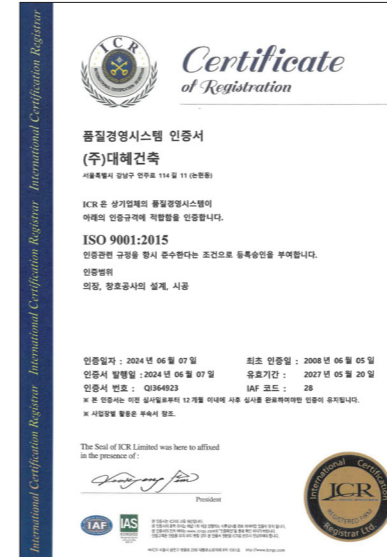 International Certification Registrar International Certification Registrar International Certification Registrar
ICR
Certificate
of Registration
품질경영시스템 인증서
(주)대혜건축
서울특별시 강남구 언주로 114길 11 (논현동)
ICR 은 상기업체의 품질경영시스템이
아래의 인증규격에 적합함을 인증합니다.
ISO 9001:2015
인증관련 규정을 항시 준수한다는 조건으로 등록승인을 부여합니다.
인증범위
의장, 창호공사의 설계, 시공
인증일자 : 2024 년 06 월 07 일 최초 인증일 : 2008 년 06 월 05 일
인증서 발행일 : 2024 년 06 월 07 일 유효기간 : 2027 년 05 월 20 일
인증서 번호 : QI364923 IAF 코드 : 28
※ 본 인증서는 이전 심사일로부터 12 개월 이내에 사후 심사를 완료하여야만 인증이 유지됩니다.
※ 사업장별 활동은 부속서 참조.
The Seal of ICR Limited was here to affixed
in the presence of :
President
IAF
IAS
International Certification
ICR
REGISTERED FIRM
Registrar Ltd.